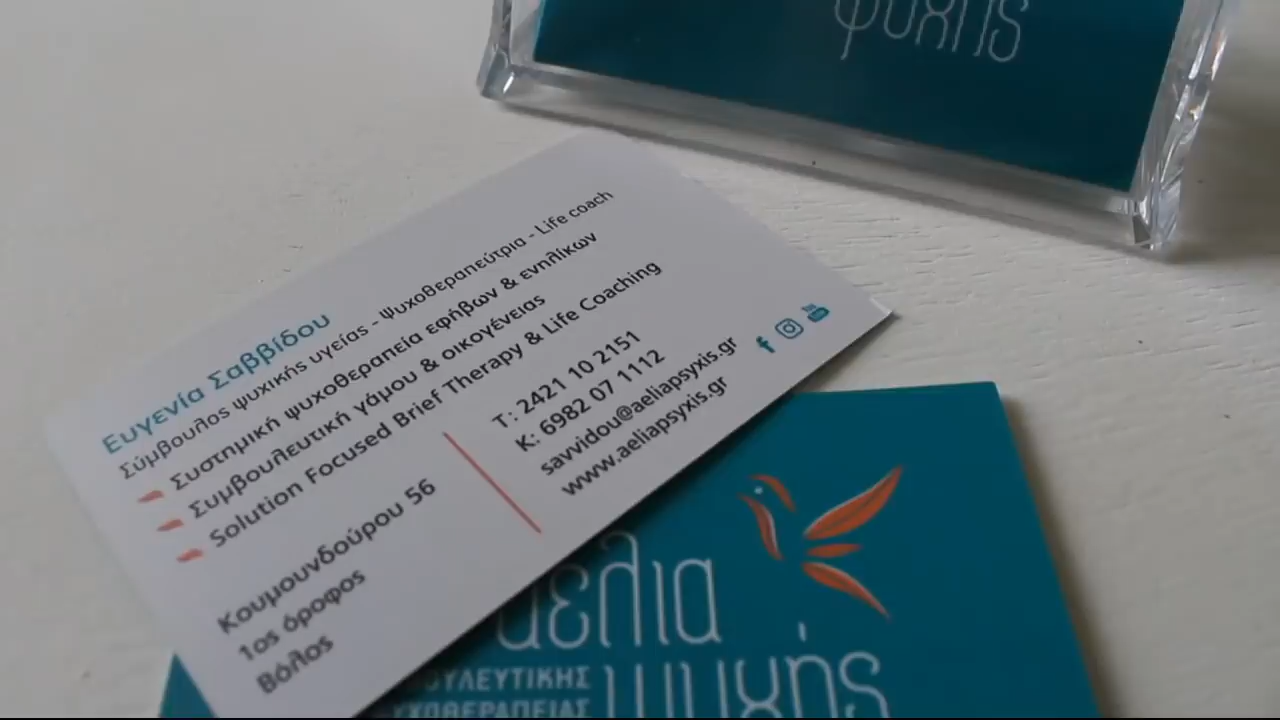 ψυχής
Ευγενία Σαββίδου
Σύμβουλος ψυχικής υγείας - Ψυχοθεραπεύτρια - Life coach
Συστημική ψυχοθεραπεία εφήβων & ενηλίκων
Συμβουλευτική γάμου & οικογένειας
Solution Focused Brief Therapy & Life Coaching
Κουμουνδούρου 56
1ος όροφος
Βόλος
Τ: 2421 10 2151
Κ: 6982 07 1112
savvidou@aeliapsyxis.gr
www.aeliapsyxis.gr
αέλια
ψυχής